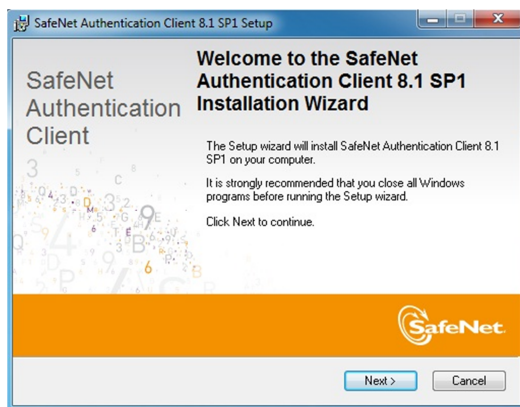 SafeNet Authentication Client 8.1 SP1 Setup
SafeNet
Authentication
Client
Welcome to the SafeNet
Authentication Client 8.1 SP1
Installation Wizard
The Setup wizard will install SafeNet Authentication Client 8.1
SP1 on your computer.
It is strongly recommended that you close all Windows
programs before running the Setup wizard.
Click Next to continue.
SafeNet.
Next >
Cancel